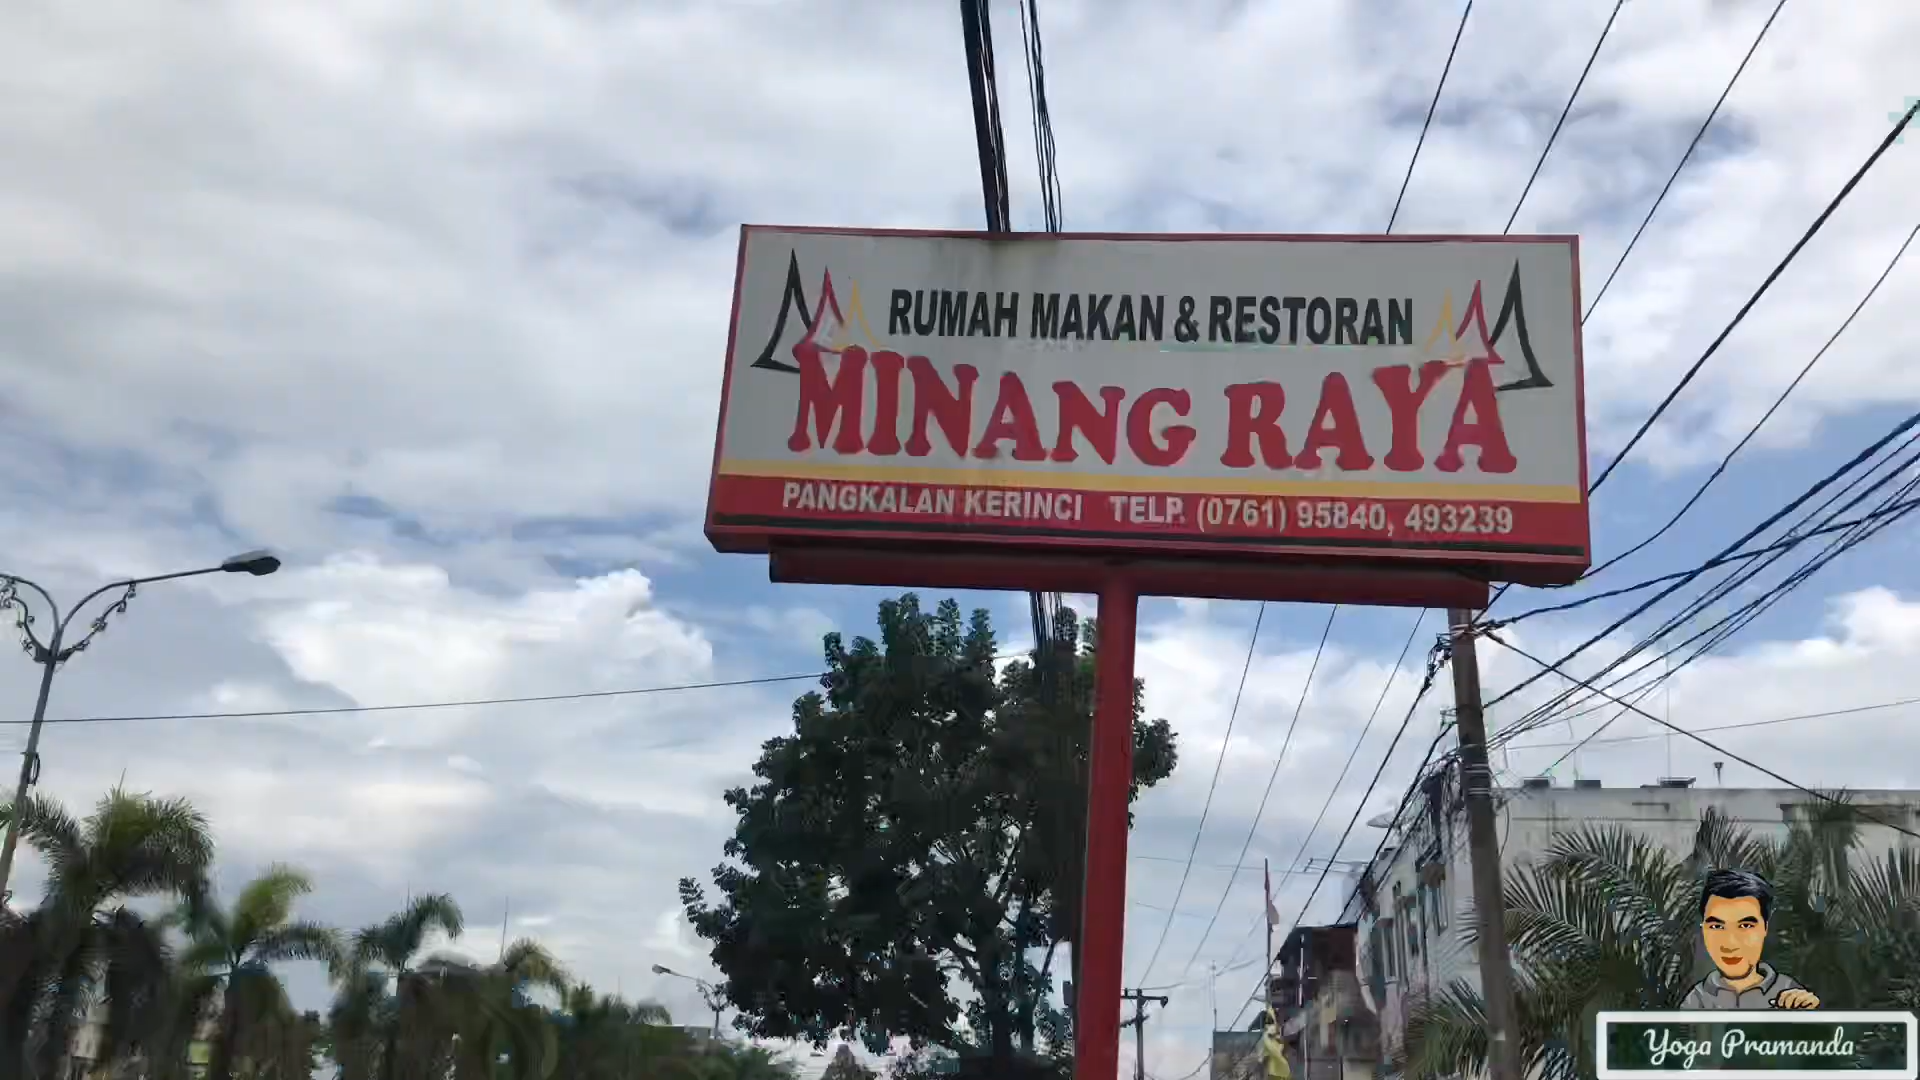 RUMAH MAKAN & RESTORAN
MINANG RAYA
PANGKALAN KERINCI TELP. (0761) 95840, 493239
Yoga Pramanda